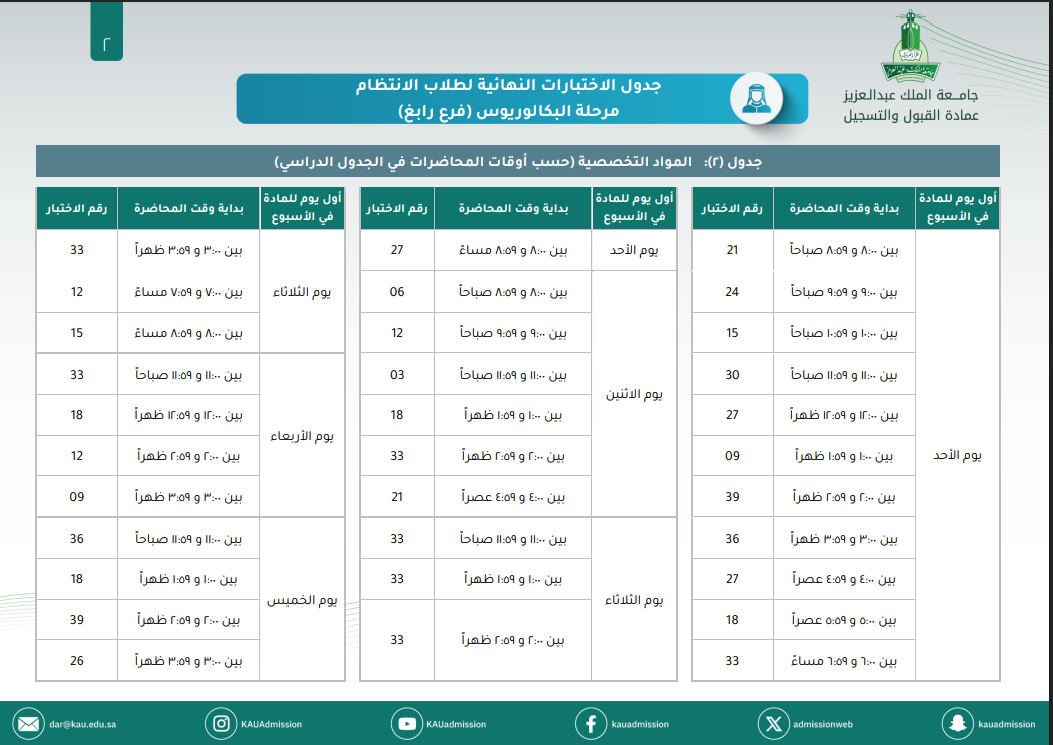 ٢
جامعة الملك عبدالعزيز
عمادة القبول والتسجيل
جدول الاختبارات النهائية لطلاب الانتظام
مرحلة البكالوريوس (فرع رابغ)
جدول (٢): المواد التخصصية (حسب أوقات المحاضرات في الجدول الدراسي)
أول يوم للمادة في الأسبوع بداية وقت المحاضرة رقم الاختبار
يوم الأحد
بين ٨:٠٠ و ٨:٥٩ صباحاً 21
بين ٩:٠٠ و ٩:٥٩ صباحاً 24
بين ١٠:٠٠ و ١٠:٥٩ صباحاً 15
بين ١١:٠٠ و ١١:٥٩ صباحاً 30
بين ١٢:٠٠ و ١٢:٥٩ ظهراً 27
بين ١:٠٠ و ١:٥٩ ظهراً 09
بين ٢:٠٠ و ٢:٥٩ ظهراً 39
بين ٣:٠٠ و ٣:٥٩ ظهراً 36
بين ٤:٠٠ و ٤:٥٩ عصراً 27
بين ٥:٠٠ و ٥:٥٩ عصراً 18
بين ٦:٠٠ و ٦:٥٩ مساءً 33
أول يوم للمادة في الأسبوع بداية وقت المحاضرة رقم الاختبار
يوم الأحد بين ٨:٠٠ و ٨:٥٩ مساءً 27
يوم الاثنين
بين ٨:٠٠ و ٨:٥٩ صباحاً 06
بين ٩:٠٠ و ٩:٥٩ صباحاً 12
بين ١١:٠٠ و ١١:٥٩ صباحاً 03
بين ١:٠٠ و ١:٥٩ ظهراً 18
بين ٢:٠٠ و ٢:٥٩ ظهراً 33
بين ٤:٠٠ و ٤:٥٩ عصراً 21
يوم الثلاثاء
بين ١١:٠٠ و ١١:٥٩ صباحاً 33
بين ١:٠٠ و ١:٥٩ ظهراً 33
بين ٢:٠٠ و ٢:٥٩ ظهراً 33
أول يوم للمادة في الأسبوع بداية وقت المحاضرة رقم الاختبار
يوم الثلاثاء
بين ٣:٠٠ و ٣:٥٩ ظهراً 33
بين ٧:٠٠ و ٧:٥٩ مساءً 12
بين ٨:٠٠ و ٨:٥٩ مساءً 15
يوم الأربعاء
بين ١١:٠٠ و ١١:٥٩ صباحاً 33
بين ١٢:٠٠ و ١٢:٥٩ ظهراً 18
بين ٢:٠٠ و ٢:٥٩ ظهراً 12
بين ٣:٠٠ و ٣:٥٩ ظهراً 09
يوم الخميس
بين ١١:٠٠ و ١١:٥٩ صباحاً 36
بين ١:٠٠ و ١:٥٩ ظهراً 18
بين ٢:٠٠ و ٢:٥٩ ظهراً 39
بين ٣:٠٠ و ٣:٥٩ ظهراً 26
dar@kau.edu.sa KAUAdmission KAUadmission kauadmission admissionweb kauadmission